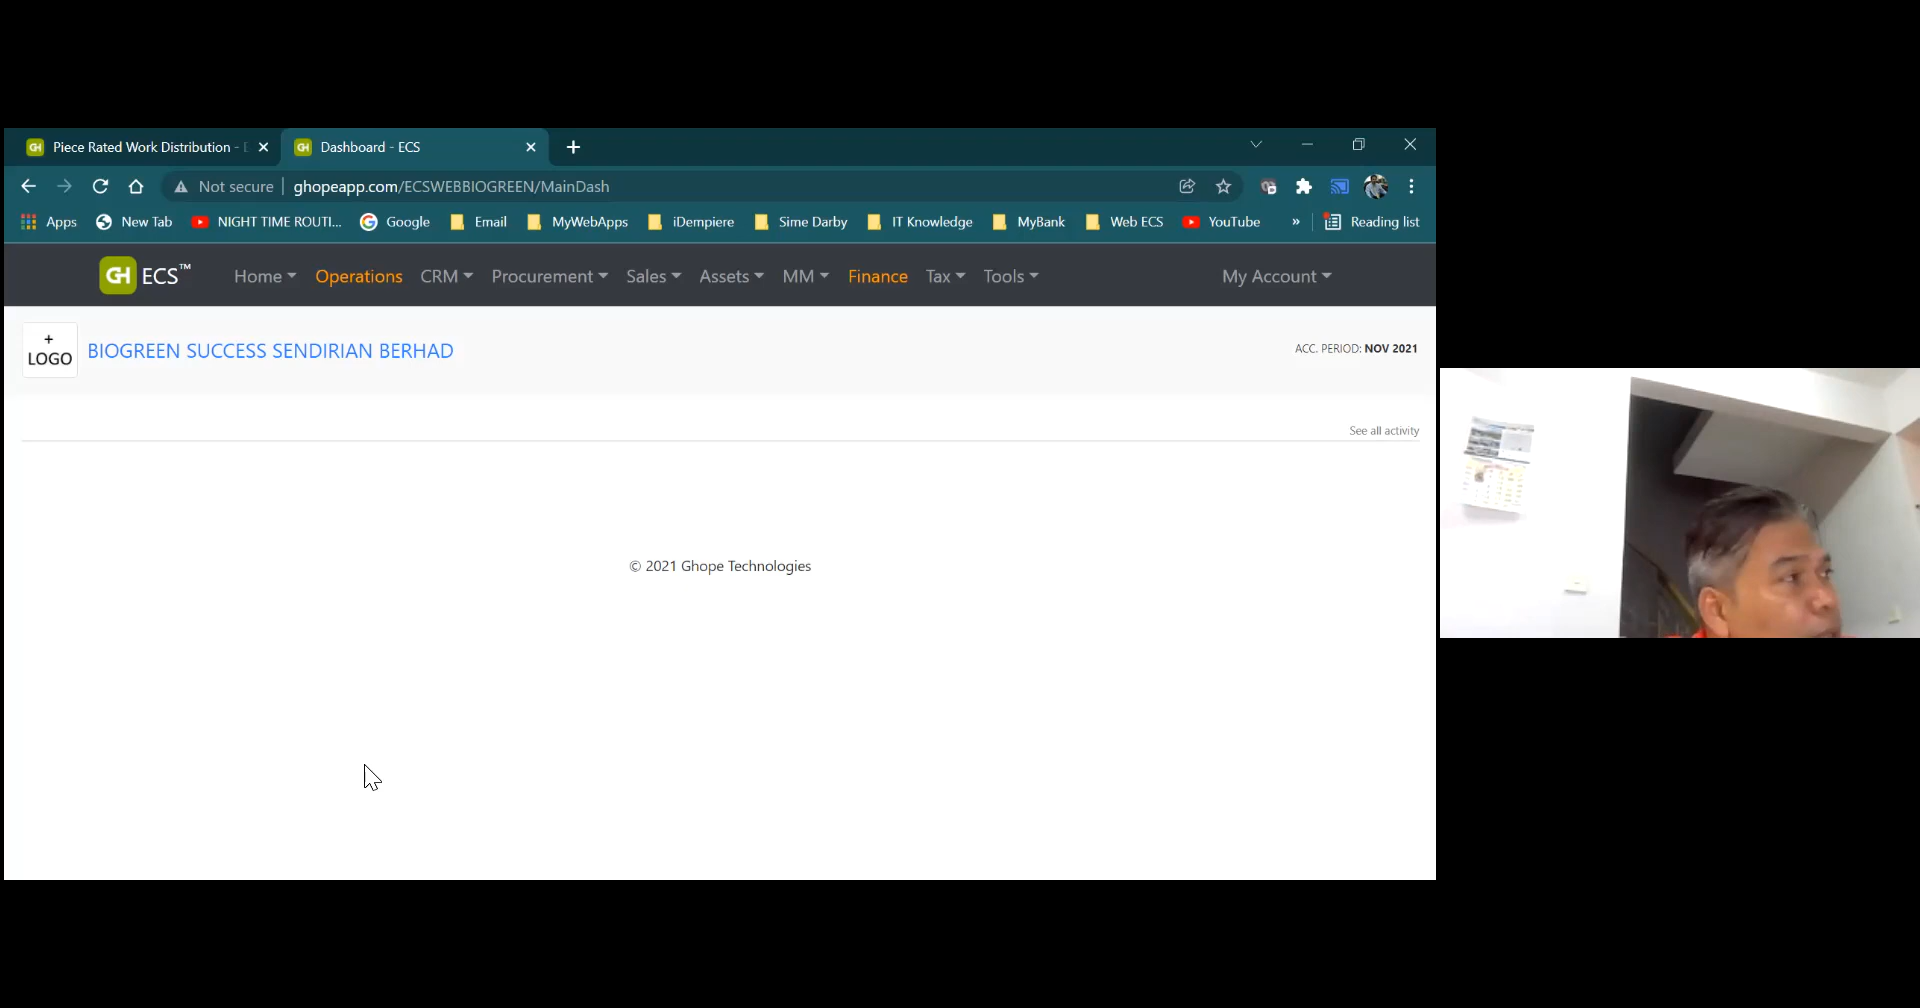 Piece Rated Work Distribution - E
Dashboard - ECS
Not secure
ghopeapp.com/ECSWEBBIOGREEN/MainDash
Apps
New Tab
NIGHT TIME ROUTI...
Google
Email
MyWebApps
iDempiere
Sime Darby
IT Knowledge
MyBank
Web ECS
YouTube
»
Reading list
GH ECS™
Home
Operations
CRM
Procurement
Sales
Assets
MM
Finance
Tax
Tools
My Account
+
LOGO
BIOGREEN SUCCESS SENDIRIAN BERHAD
ACC. PERIOD: NOV 2021
See all activity
© 2021 Ghope Technologies